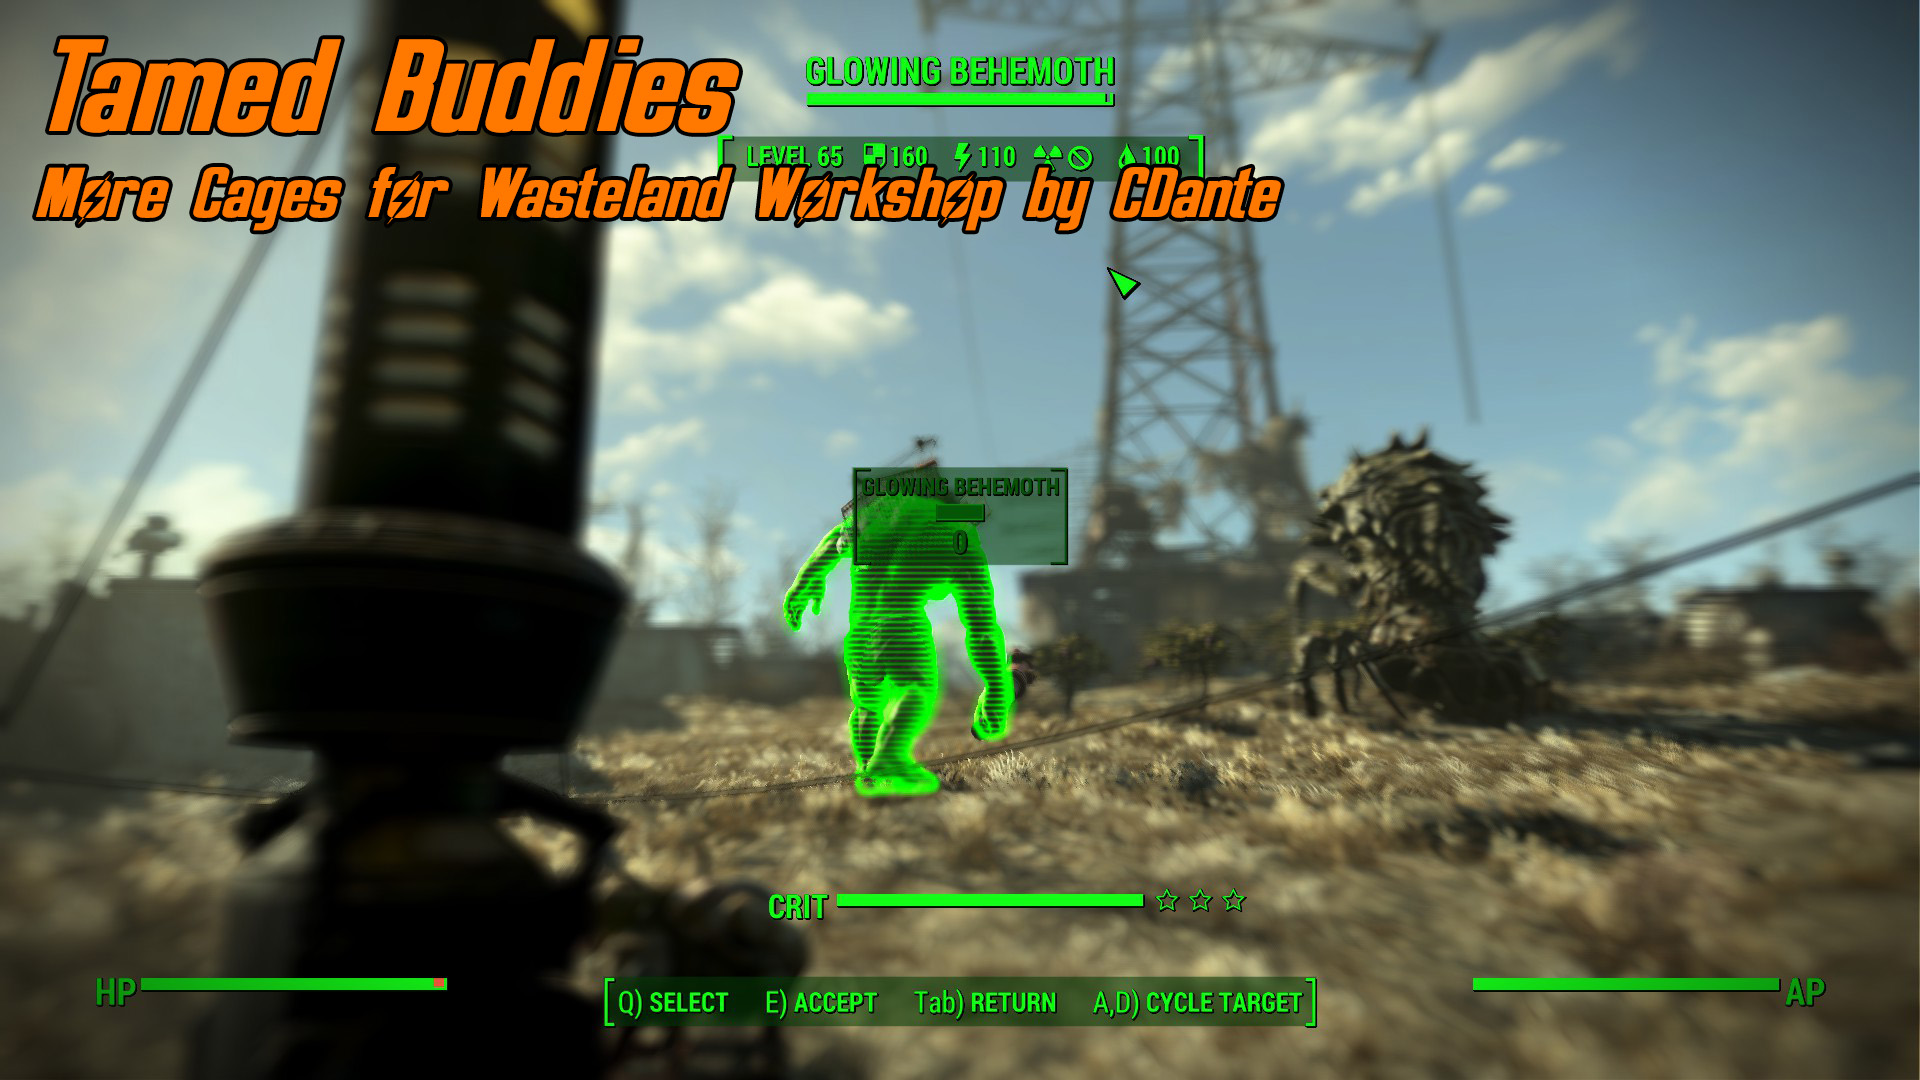 Tamed Buddies
GLOWING BEHEMOTH
LEVEL 65 160 110 100
More Cages for Wasteland Workshop by CDante
GLOWING BEHEMOTH
0
CRIT
HP
Q) SELECT E) ACCEPT Tab) RETURN A,D) CYCLE TARGET
AP